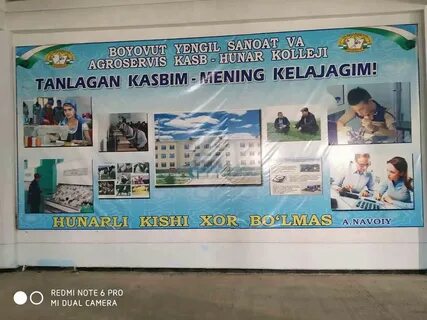 BOYOVUT YENGIL SANOAT VA
AGROSERVIS KASB - HUNAR KOLLEJI
TANLAGAN KASBIM - MENING KELAJAGIM!
HUNARLI KISHI XOR BO'LMAS A.NAVOIY
REDMI NOTE 6 PRO
MI DUAL CAMERA